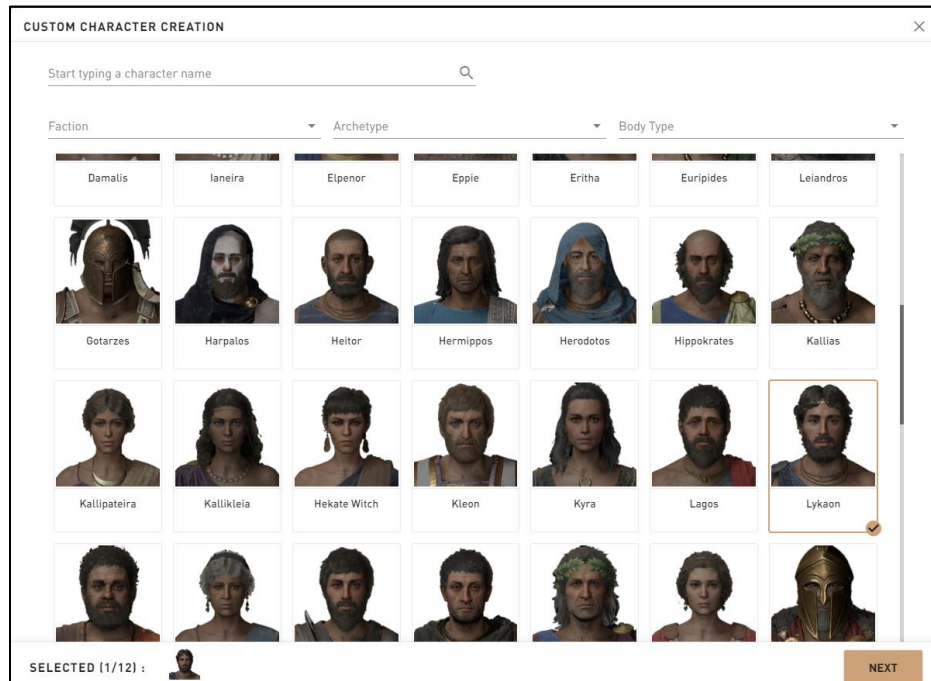 CUSTOM CHARACTER CREATION
Start typing a character name
Faction
Archetype
Body Type
Damalis
Ianeira
Elpenor
Eppie
Eritha
Euripides
Leiandros
Gotarzes
Harpalos
Heitor
Hermippos
Herodotos
Hippokrates
Kallias
Kallipateira
Kallikleia
Hekate Witch
Kleon
Kyra
Lagos
Lykaon
SELECTED (1/12) :
NEXT